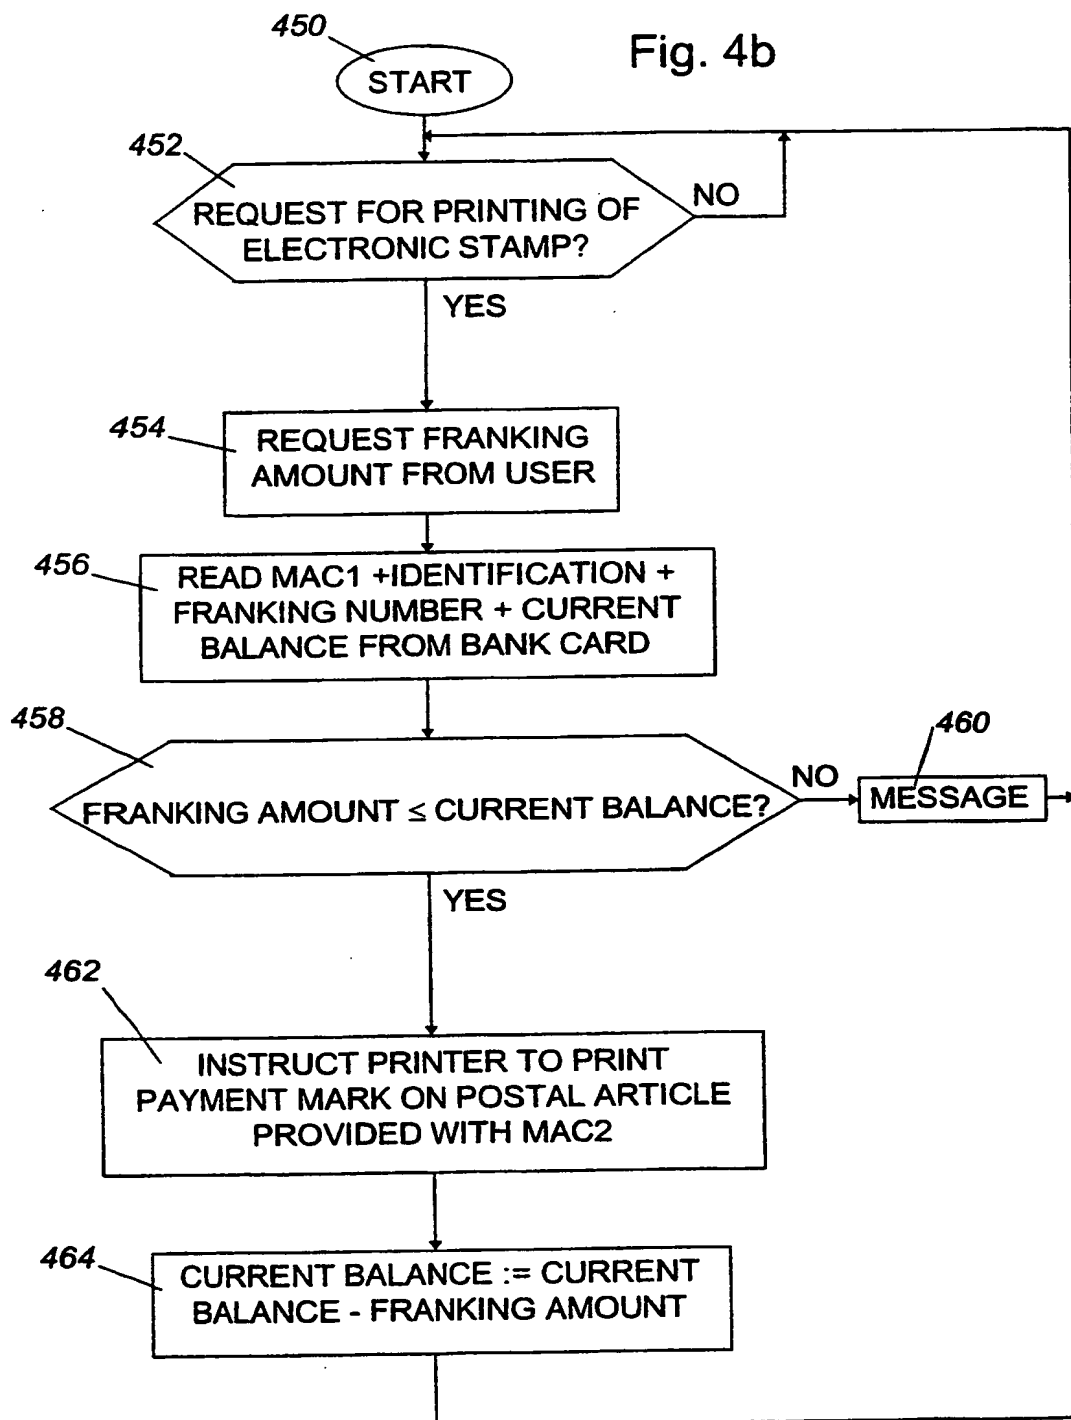 450
Fig. 4b
START
452
NO
REQUEST FOR PRINTING OF
ELECTRONIC STAMP?
YES
454
REQUEST FRANKING
AMOUNT FROM USER
456
READ MAC1 +IDENTIFICATION +
FRANKING NUMBER + CURRENT
BALANCE FROM BANK CARD
458
460
NO
MESSAGE
FRANKING AMOUNT ≤ CURRENT BALANCE?
YES
462
INSTRUCT PRINTER TO PRINT
PAYMENT MARK ON POSTAL ARTICLE
PROVIDED WITH MAC2
464
CURRENT BALANCE := CURRENT
BALANCE - FRANKING AMOUNT